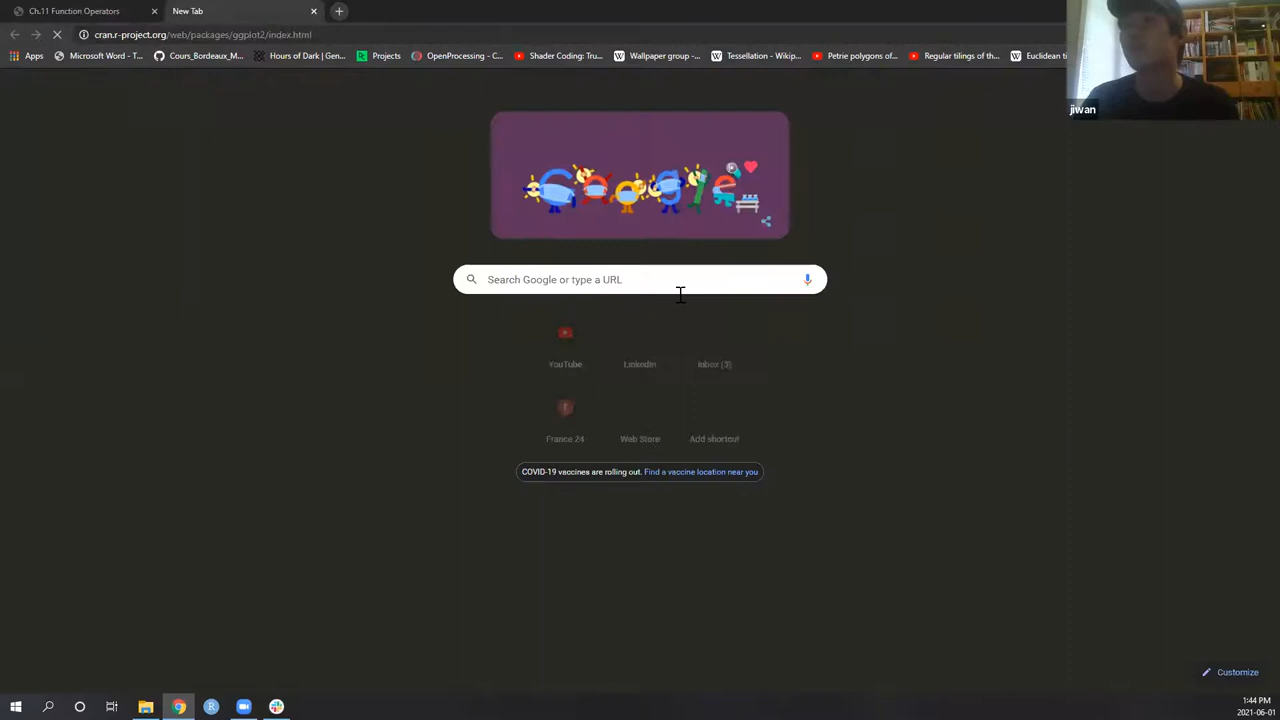 Ch.11 Function Operators
New Tab
cran.r-project.org/web/packages/ggplot2/index.html
Apps
Microsoft Word - T...
Cours_Bordeaux_M...
Hours of Dark | Gen...
Projects
OpenProcessing - C...
Shader Coding: Tru...
Wallpaper group -...
Tessellation - Wikip...
Petrie polygons of...
Regular tilings of th...
Euclidean ti
jiwan
Google
Search Google or type a URL
YouTube
LinkedIn
Inbox (3)
France 24
Web Store
Add shortcut
COVID-19 vaccines are rolling out. Find a vaccine location near you
Customize
1:44 PM
2021-06-01